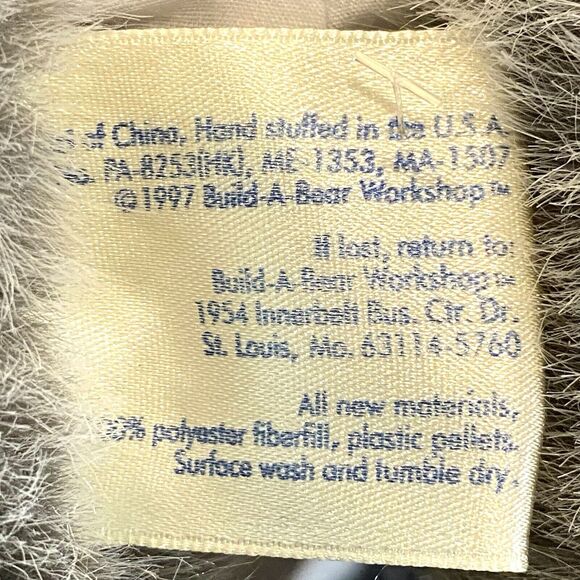 of China, Hand stuffed in the U.S.A.
PA-8253(HK), ME-1353, MA-1507
©1997 Build-A-Bear Workshop™
If lost, return to:
Build-A-Bear Workshop™
1954 Innerbelt Bus. Ctr. Dr.
St. Louis, Mo. 63114-5760
All new materials,
polyester fiberfill, plastic pellets.
Surface wash and tumble dry.